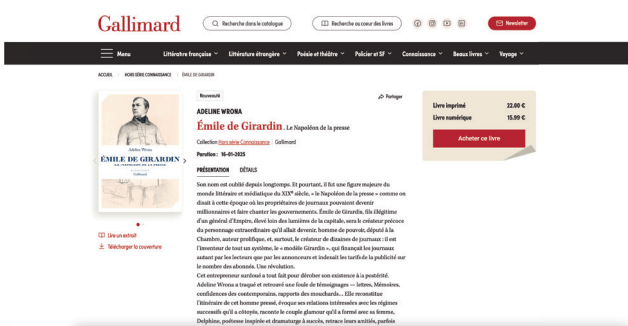 Gallimard
Recherche dans le catalogue
Recherche au coeur des livres
Newsletter
Menu
Littérature française
Littérature étrangère
Poésie et théâtre
Policier et SF
Connaissance
Beaux livres
Voyage
ACCUEIL | HORS SÉRIE CONNAISSANCE | ÉMILE DE GIRARDIN
Adeline Wrona
ÉMILE DE GIRARDIN
LE NAPOLÉON DE LA PRESSE
Gallimard
Lire un extrait
Télécharger la couverture
Nouveauté
Partager
ADELINE WRONA
Émile de Girardin . Le Napoléon de la presse
Collection Hors série Connaissance | Gallimard
Parution : 16-01-2025
PRÉSENTATION DÉTAILS
Son nom est oublié depuis longtemps. Et pourtant, il fut une figure majeure du
monde littéraire et médiatique du XIXᵉ siècle, « le Napoléon de la presse » comme on
disait à cette époque où les propriétaires de journaux pouvaient devenir
millionnaires et faire chanter les gouvernements. Émile de Girardin, fils illégitime
d'un général d'Empire, élevé loin des lumières de la capitale, sera le créateur précoce
du personnage extraordinaire qu'il allait devenir, homme de pouvoir, député à la
Chambre, auteur prolifique, et, surtout, le créateur de dizaines de journaux : il est
l'inventeur de tout un système, le « modèle Girardin », qui finançait les journaux
autant par les lecteurs que par les annonceurs et indexait les tarifs de la publicité sur
le nombre des abonnés. Une révolution.
Cet entrepreneur surdoué a tout fait pour dérober son existence à la postérité.
Adeline Wrona a traqué et retrouvé une foule de témoignages — lettres, Mémoires,
confidences des contemporains, rapports des mouchards… Elle reconstitue
l'itinéraire de cet homme pressé, évoque ses relations intéressées avec les régimes
successifs qu'il a côtoyés, raconte le couple glamour qu'il a formé avec sa femme,
Delphine, poétesse inspirée et dramaturge à succès, retrace leurs amitiés, parfois
Livre imprimé 22.00 €
Livre numérique 15.99 €
Acheter ce livre